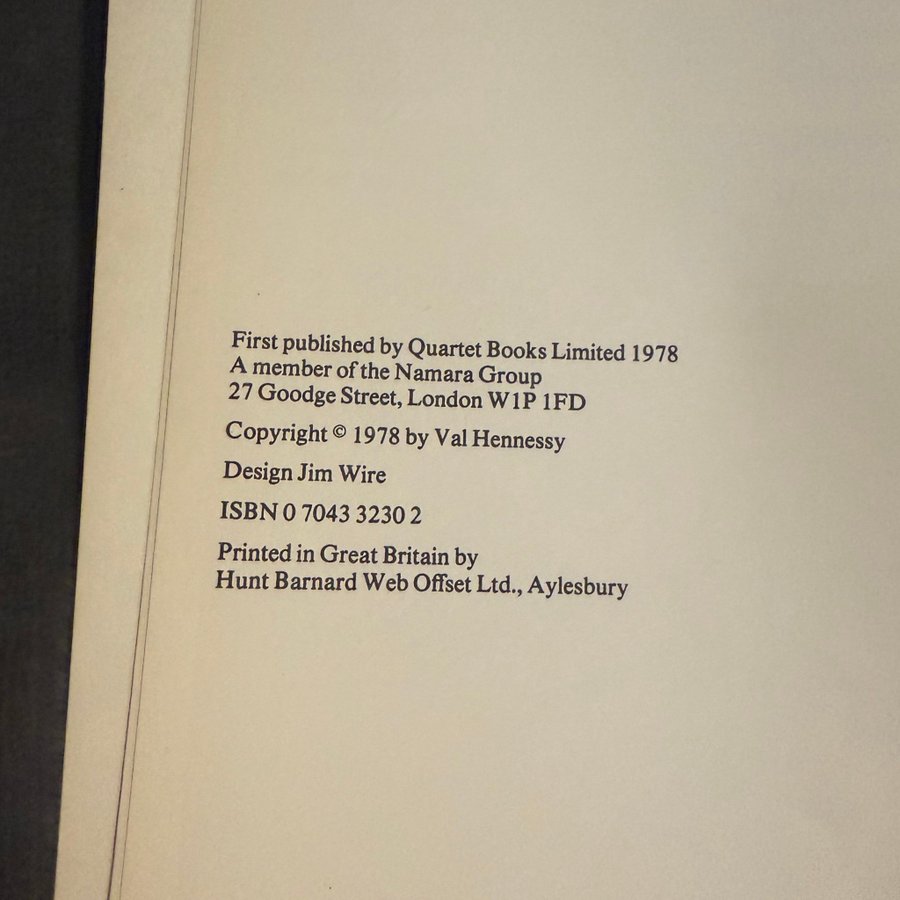 First published by Quartet Books Limited 1978
A member of the Namara Group
27 Goodge Street, London W1P 1FD
Copyright © 1978 by Val Hennessy
Design Jim Wire
ISBN 0 7043 3230 2
Printed in Great Britain by
Hunt Barnard Web Offset Ltd., Aylesbury